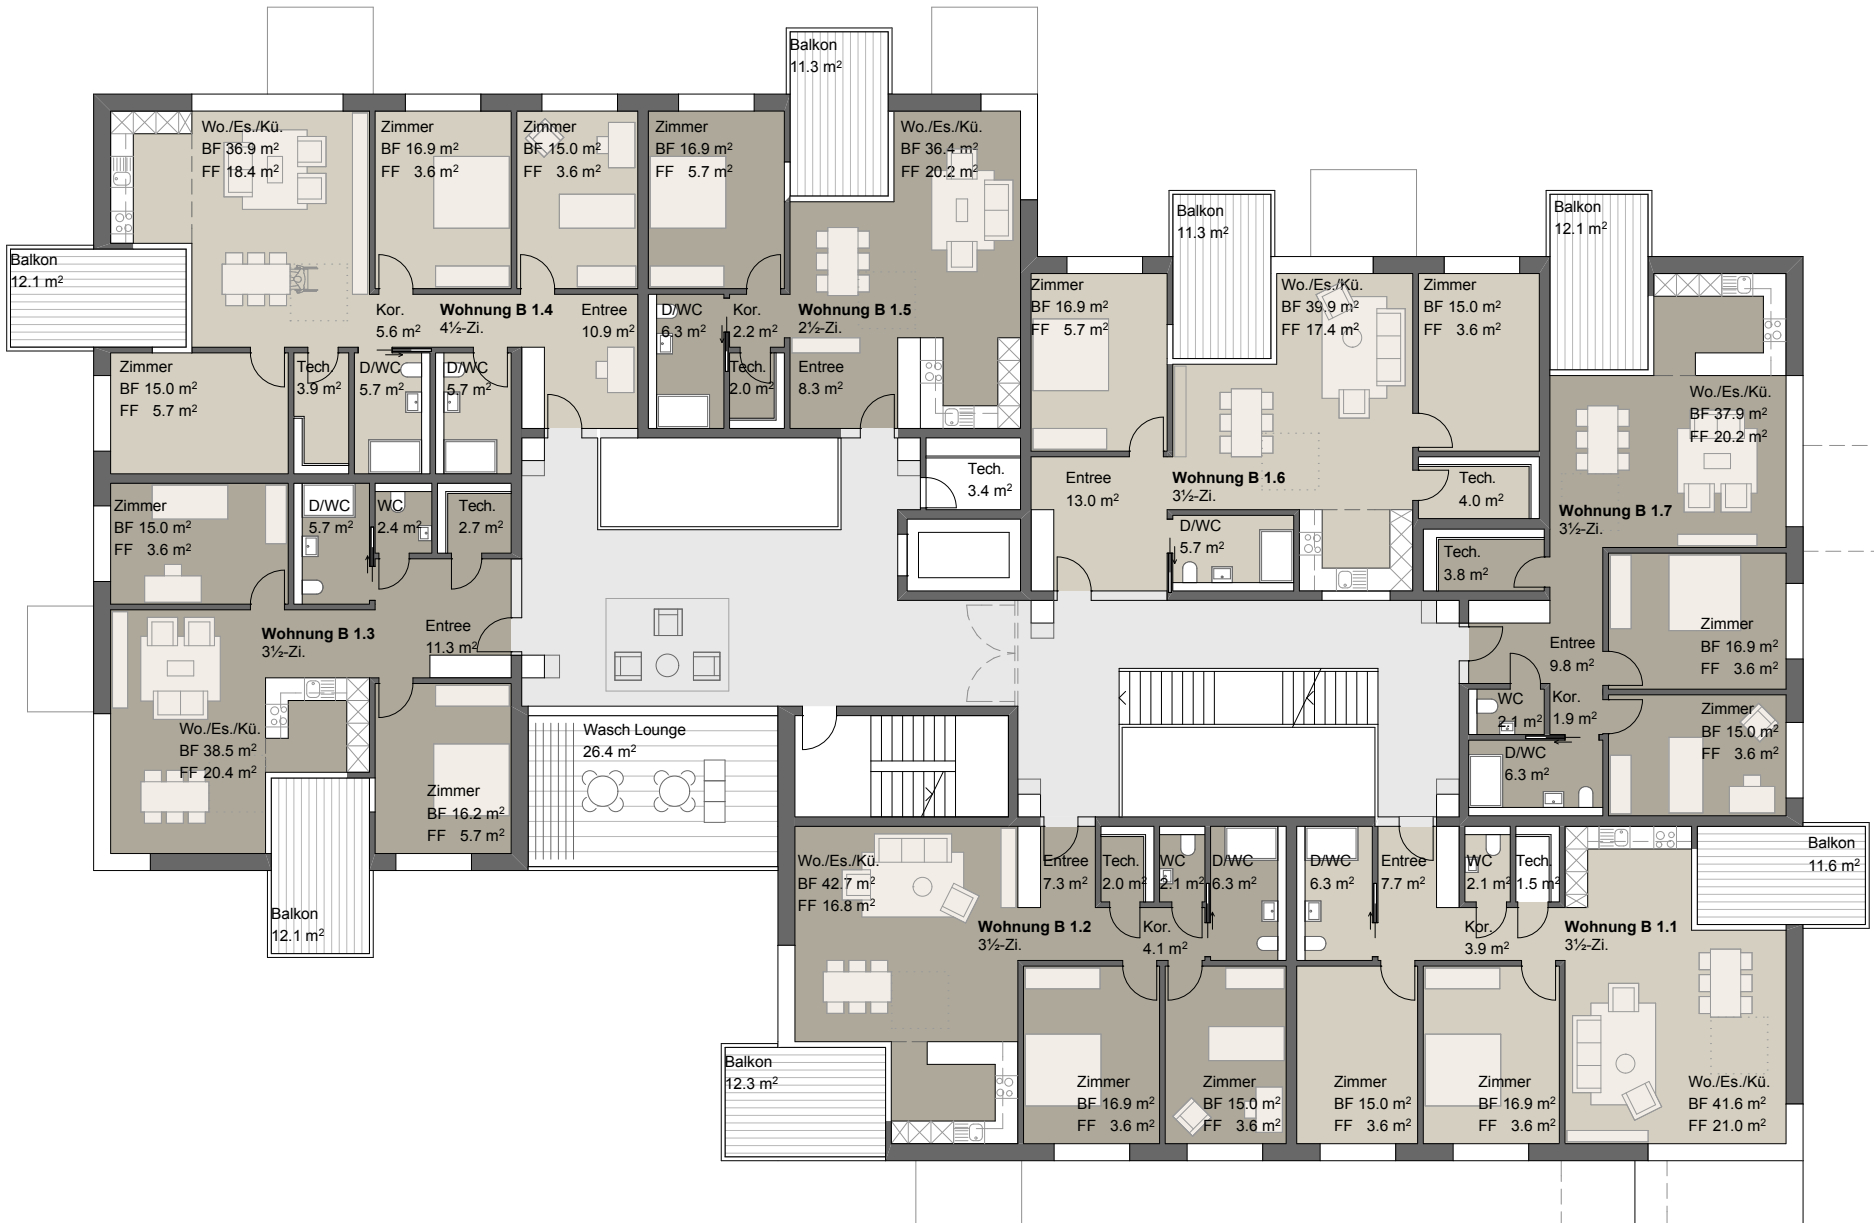 Balkon
11.3 m²
Wo./Es./Kü.
BF 36.9 m²
FF 18.4 m²
Zimmer
BF 16.9 m²
FF 3.6 m²
Zimmer
BF 15.0 m²
FF 3.6 m²
Zimmer
BF 16.9 m²
FF 5.7 m²
Wo./Es./Kü.
BF 36.4 m²
FF 20.2 m²
Balkon
12.1 m²
Kor.
5.6 m²
Wohnung B 1.4
4½-Zi.
Entree
10.9 m²
D/WC
6.3 m²
Kor.
2.2 m²
Wohnung B 1.5
2½-Zi.
Zimmer
BF 15.0 m²
FF 5.7 m²
Tech.
3.9 m²
D/WC
5.7 m²
D/WC
5.7 m²
Tech.
2.0 m²
Entree
8.3 m²
Balkon
11.3 m²
Balkon
12.1 m²
Zimmer
BF 16.9 m²
FF 5.7 m²
Wo./Es./Kü.
BF 39.9 m²
FF 17.4 m²
Zimmer
BF 15.0 m²
FF 3.6 m²
Wo./Es./Kü.
BF 37.9 m²
FF 20.2 m²
Tech.
3.4 m²
Entree
13.0 m²
Wohnung B 1.6
3½-Zi.
Tech.
4.0 m²
Wohnung B 1.7
3½-Zi.
D/WC
5.7 m²
Tech.
3.8 m²
Zimmer
BF 15.0 m²
FF 3.6 m²
D/WC
5.7 m²
WC
2.4 m²
Tech.
2.7 m²
Wohnung B 1.3
3½-Zi.
Entree
11.3 m²
Entree
9.8 m²
Zimmer
BF 16.9 m²
FF 3.6 m²
WC
2.1 m²
Kor.
1.9 m²
Zimmer
BF 15.0 m²
FF 3.6 m²
D/WC
6.3 m²
Wo./Es./Kü.
BF 38.5 m²
FF 20.4 m²
Zimmer
BF 16.2 m²
FF 5.7 m²
Wasch Lounge
26.4 m²
Balkon
12.1 m²
Wo./Es./Kü.
BF 42.7 m²
FF 16.8 m²
Entree
7.3 m²
Tech.
2.0 m²
WC
2.1 m²
D/WC
6.3 m²
D/WC
6.3 m²
Entree
7.7 m²
WC
2.1 m²
Tech.
1.5 m²
Balkon
11.6 m²
Wohnung B 1.2
3½-Zi.
Kor.
4.1 m²
Kor.
3.9 m²
Wohnung B 1.1
3½-Zi.
Balkon
12.3 m²
Zimmer
BF 16.9 m²
FF 3.6 m²
Zimmer
BF 15.0 m²
FF 3.6 m²
Zimmer
BF 15.0 m²
FF 3.6 m²
Zimmer
BF 16.9 m²
FF 3.6 m²
Wo./Es./Kü.
BF 41.6 m²
FF 21.0 m²